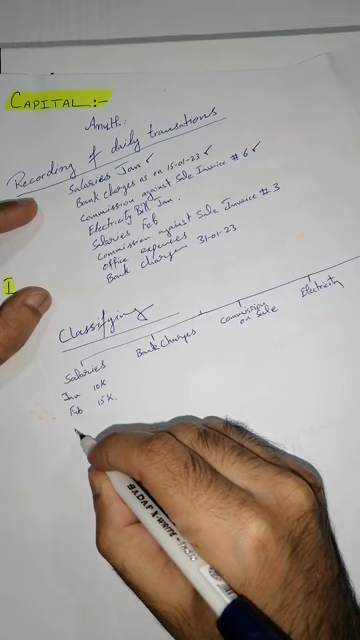 CAPITAL:-
Recording of daily transations
Salaries Jan ✓
Bank Charges as on 15-01-23 ✓
Commission against Sale Invoice # 6 ✓
Electricity Bill Jan
Salaries Feb
Commission against Sale Invoice # 3
Office expenses
Bank charges 31-01-23
I
Classifying
Salaries
Bank Charges
Commission on Sale
Electricity
Jan 10K
Feb 15K.
SADAF X-WRITE